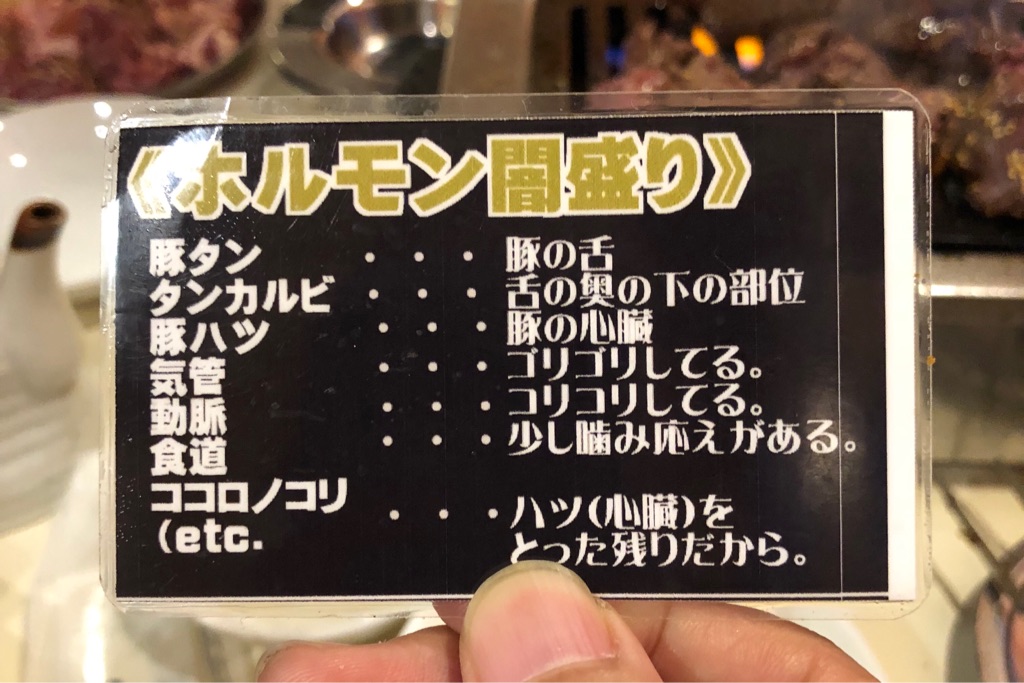 《ホルモン闇盛り》
豚タン ・・・豚の舌
タンカルビ ・・・舌の奥の下の部位
豚ハツ ・・・豚の心臓
気管 ・・・ゴリゴリしてる。
動脈 ・・・コリコリしてる。
食道 ・・・少し噛み応えがある。
ココロノコリ ・・・ハツ(心臓)を
(etc. とった残りだから。